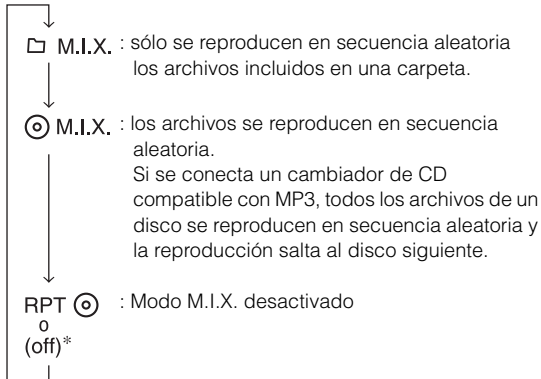 M.I.X. : sólo se reproducen en secuencia aleatoria
los archivos incluidos en una carpeta.
M.I.X. : los archivos se reproducen en secuencia
aleatoria.
Si se conecta un cambiador de CD
compatible con MP3, todos los archivos de un
disco se reproducen en secuencia aleatoria y
la reproducción salta al disco siguiente.
RPT : Modo M.I.X. desactivado
o
(off)*